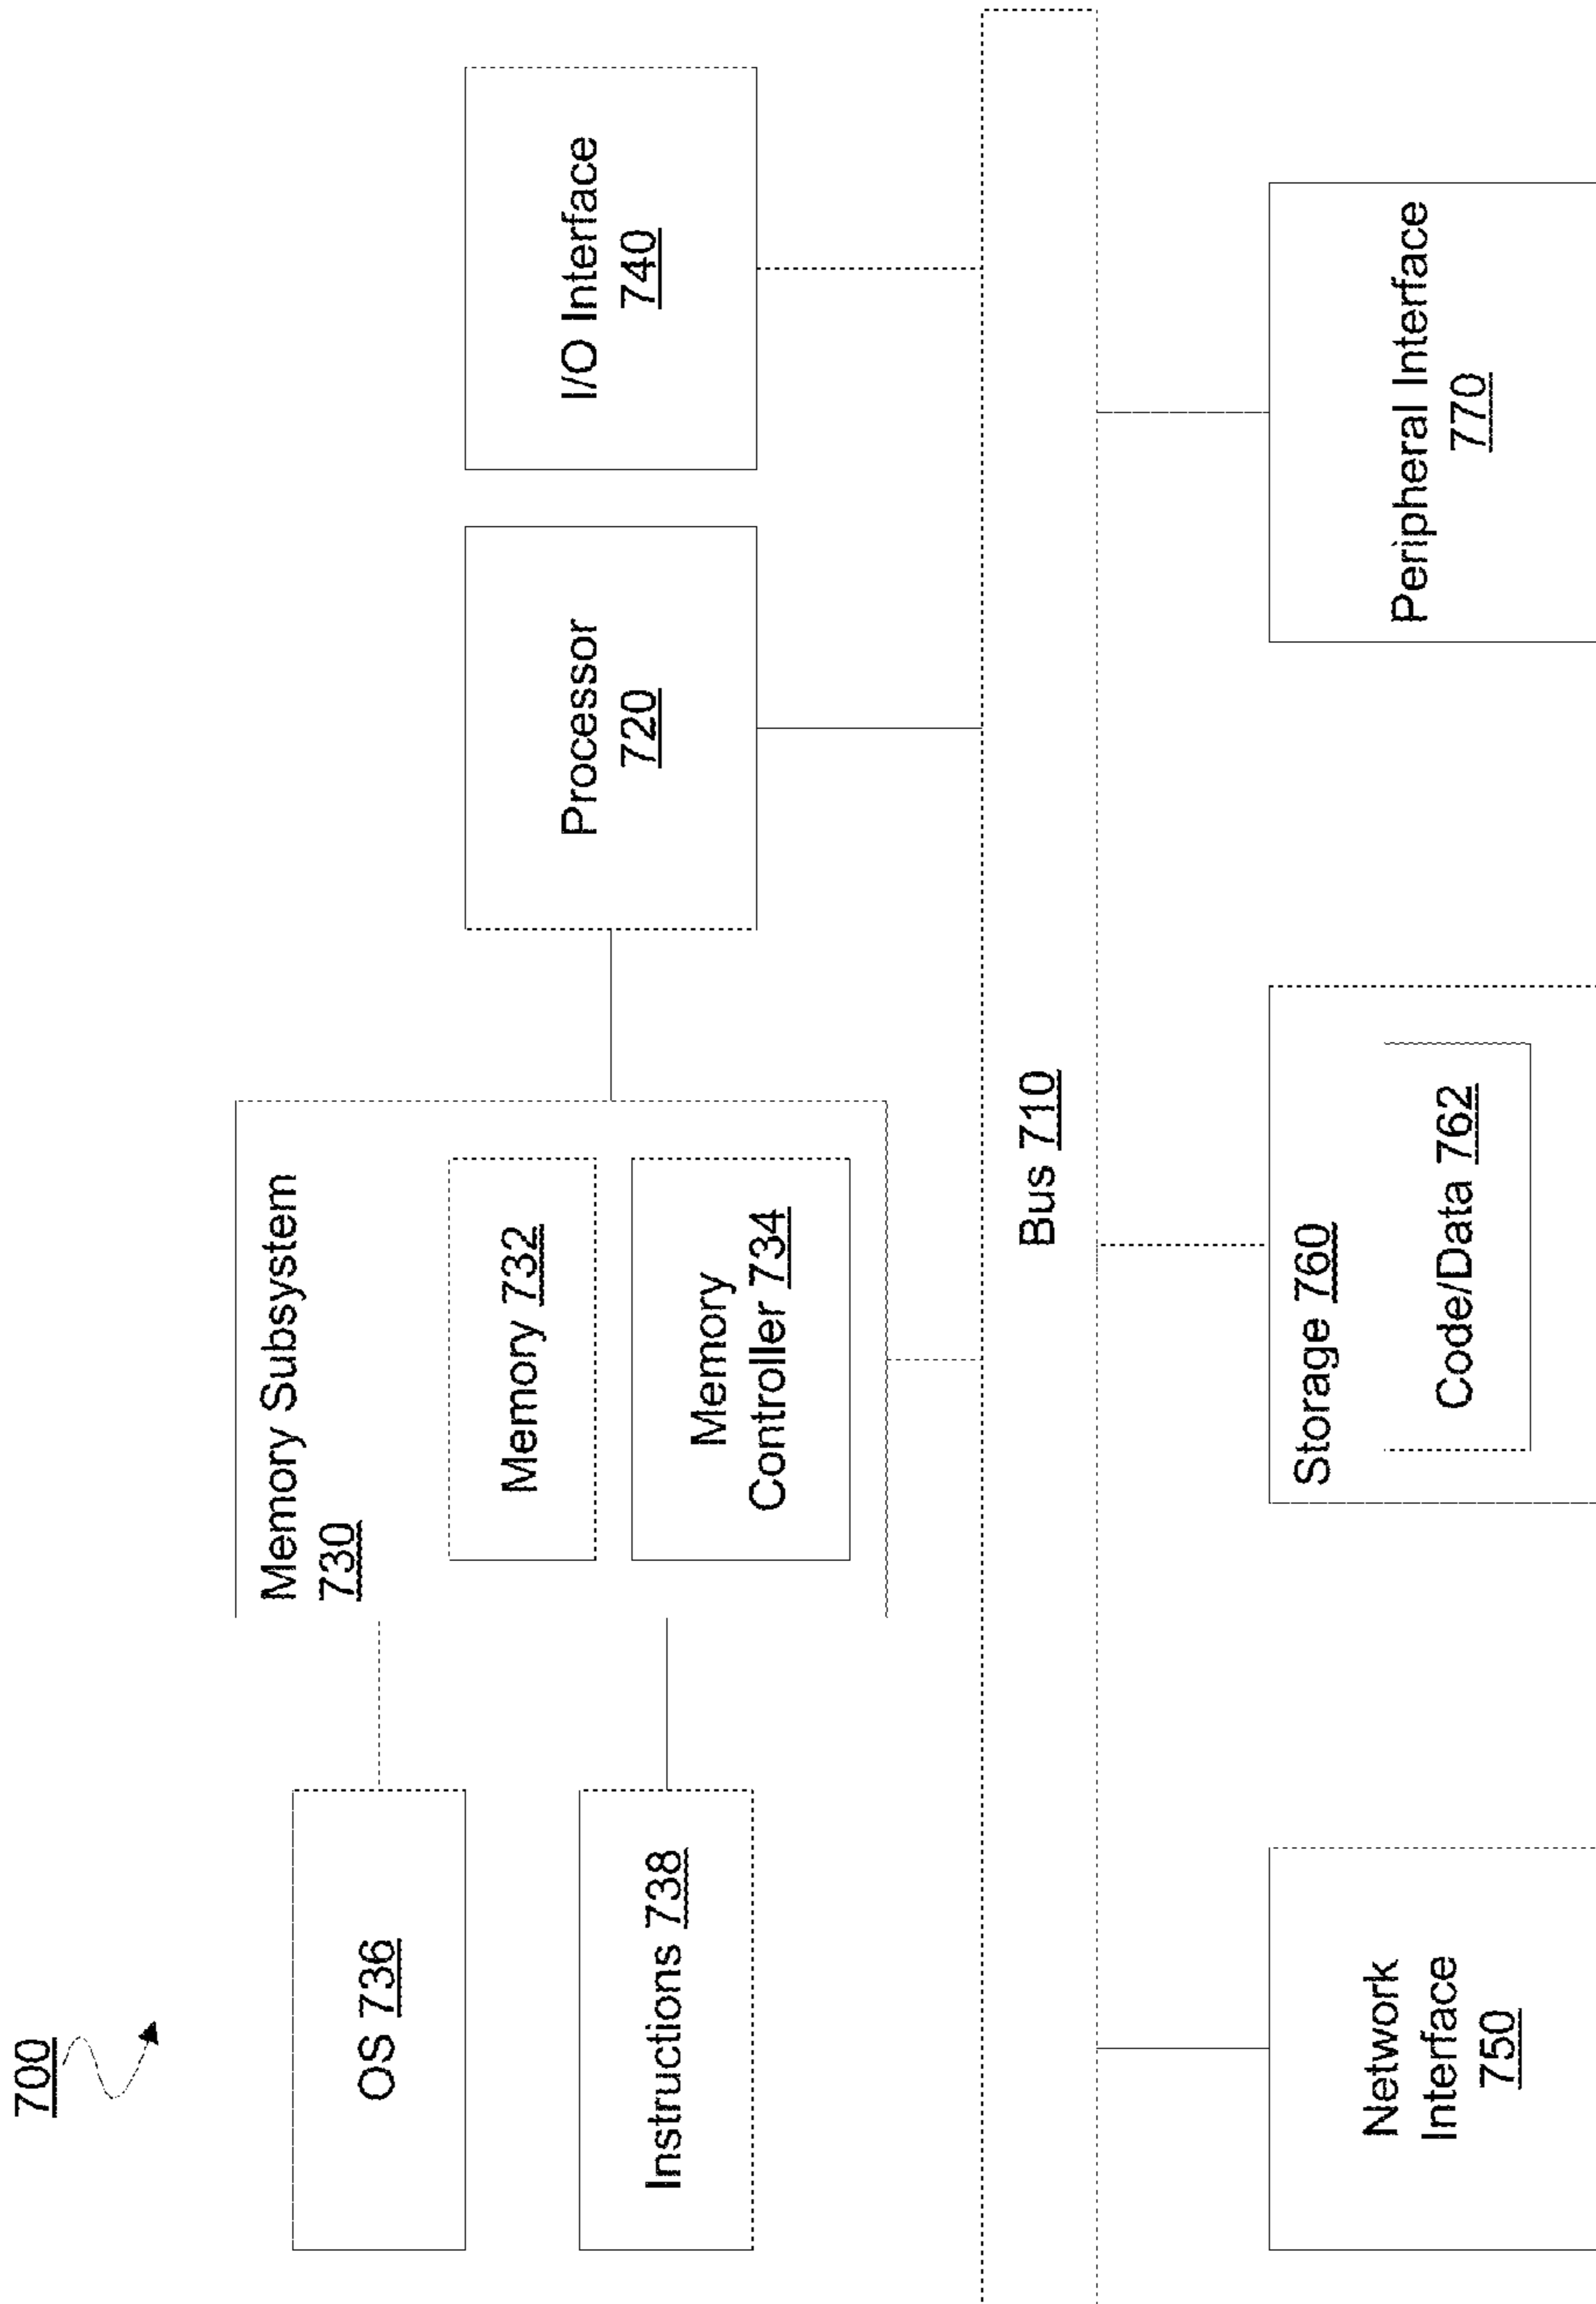 700
OS 736
Instructions 738
Memory Subsystem
730
Memory 732
Memory
Controller 734
Processor
720
I/O Interface
740
Bus 710
Network
Interface
750
Storage 760
Code/Data 762
Peripheral Interface
770